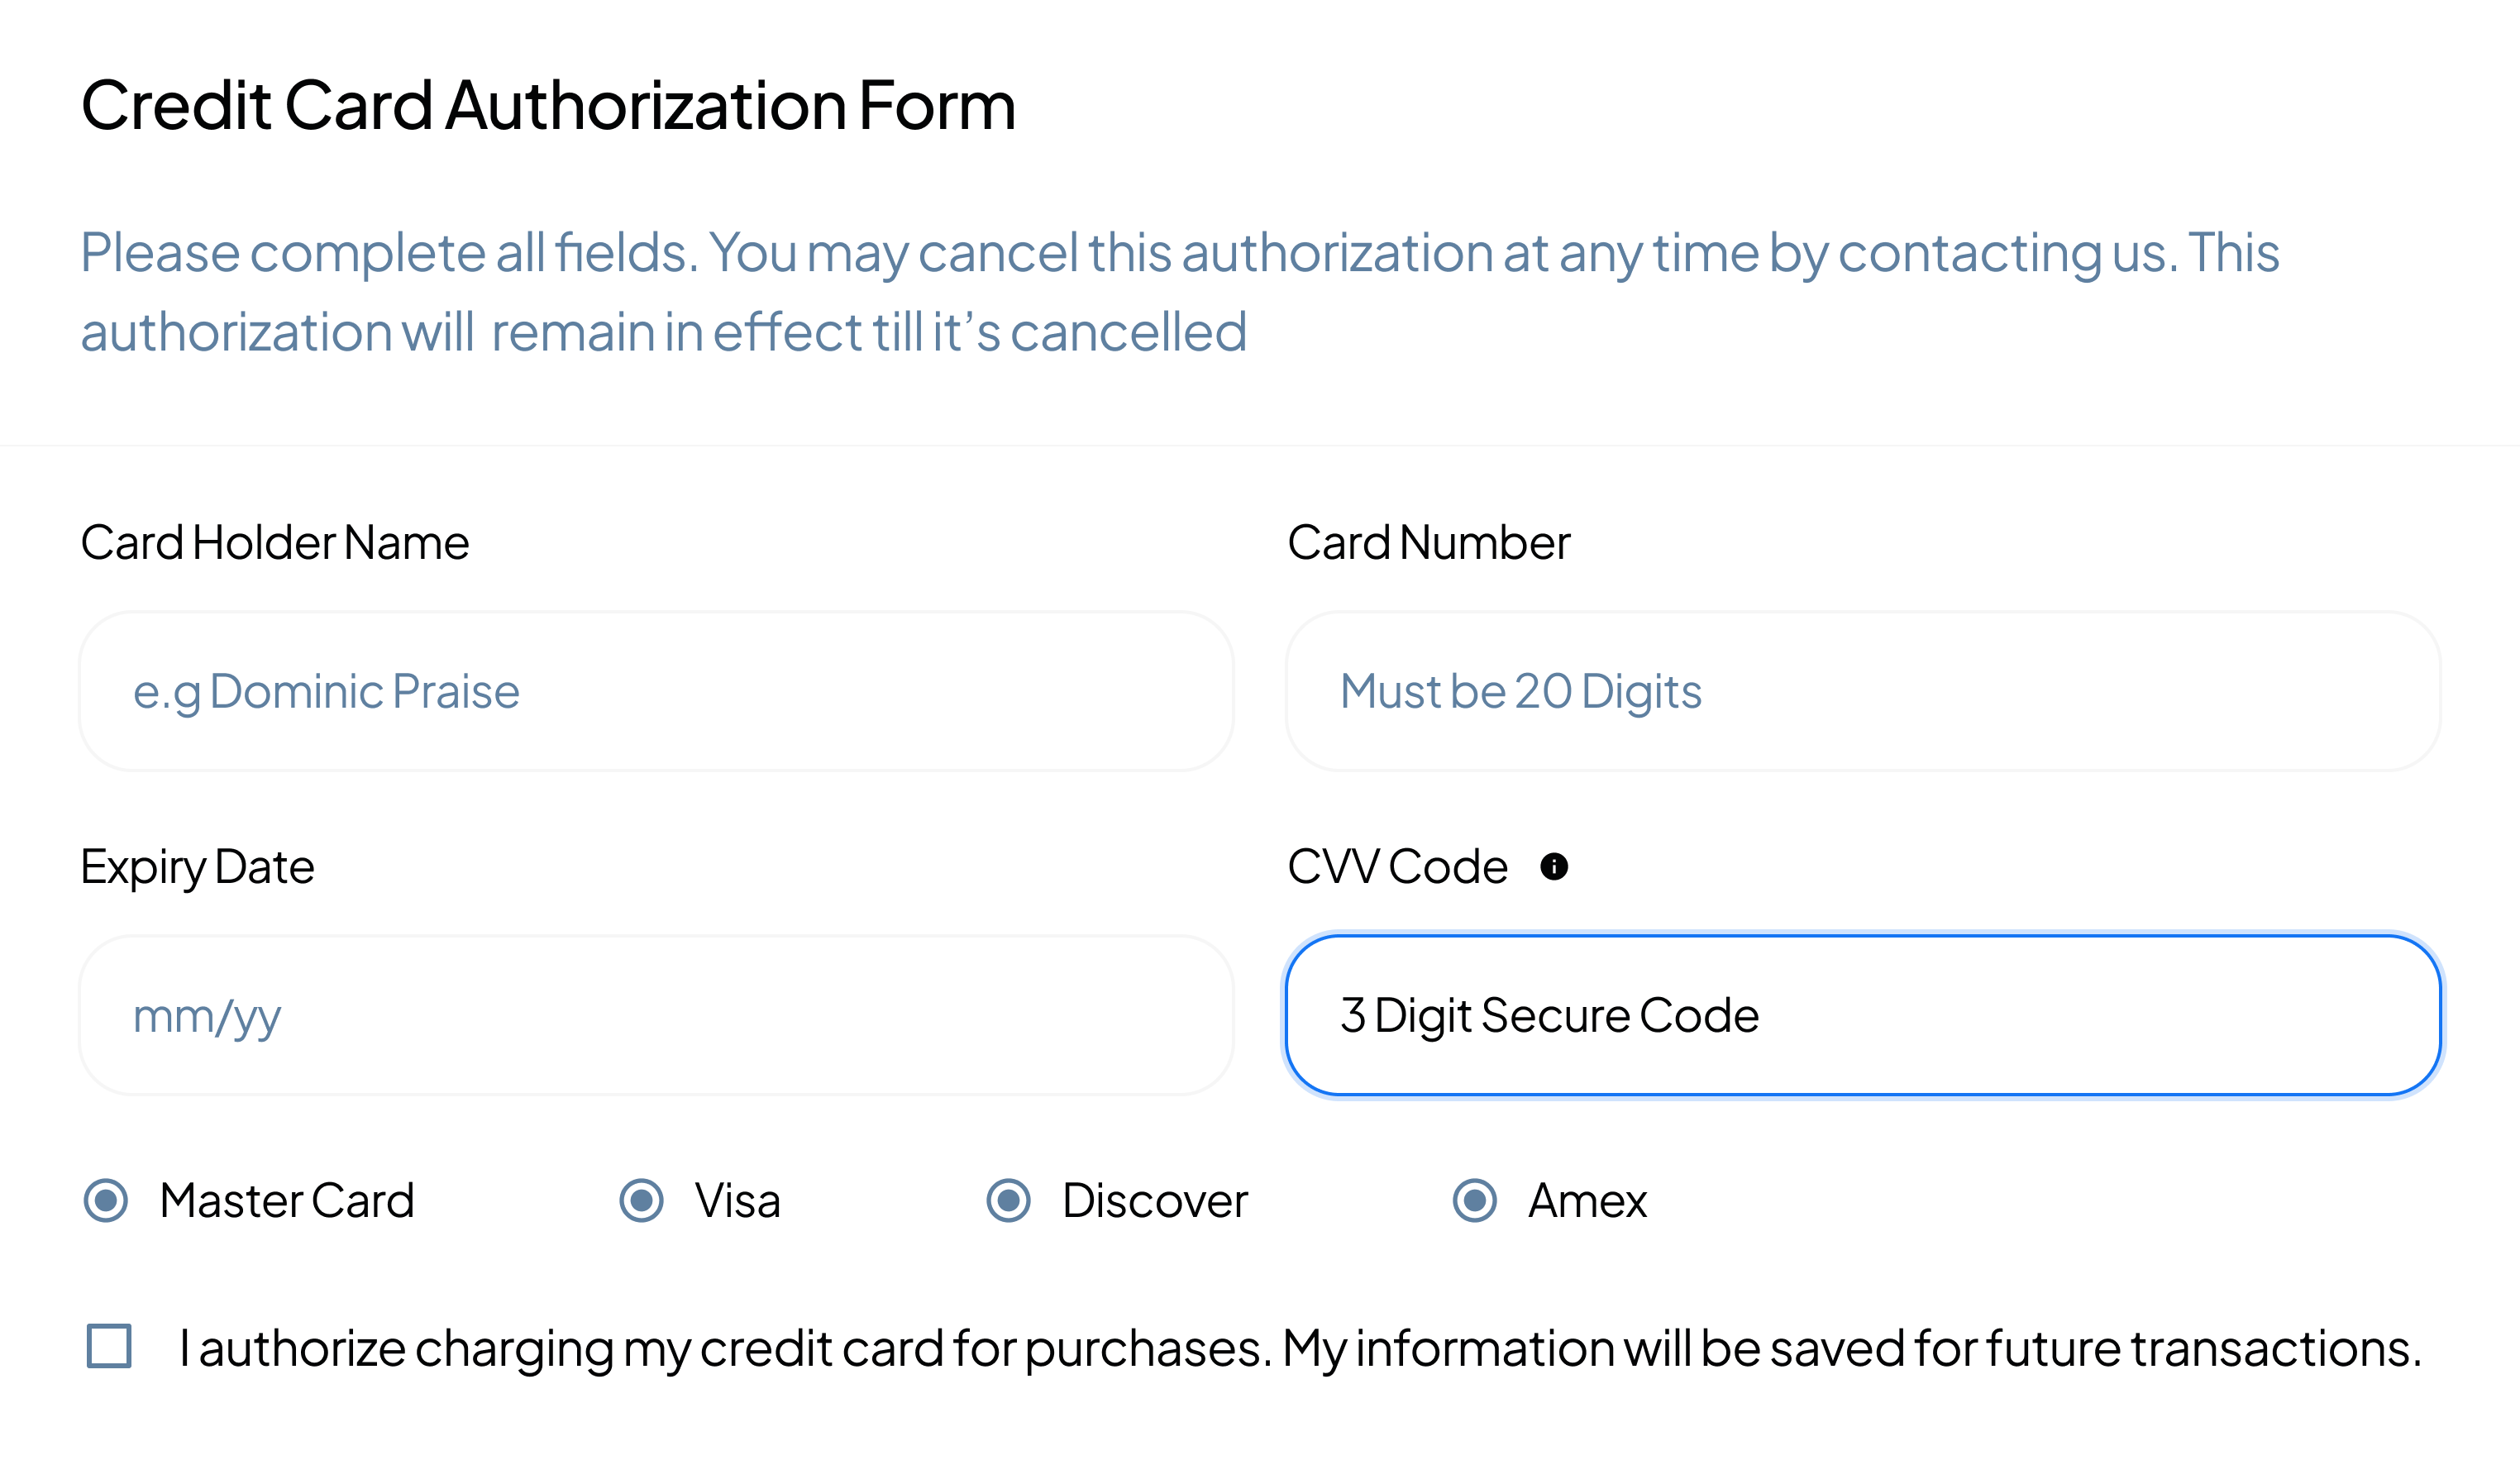 Credit Card Authorization Form
Please complete all fields. You may cancel this authorization at any time by contacting us. This
authorization will remain in effect till it’s cancelled
Card Holder Name
Card Number
e.g Dominic Praise
Must be 20 Digits
Expiry Date
CVV Code
mm/yy
3 Digit Secure Code
Master Card
Visa
Discover
Amex
I authorize charging my credit card for purchases. My information will be saved for future transactions.